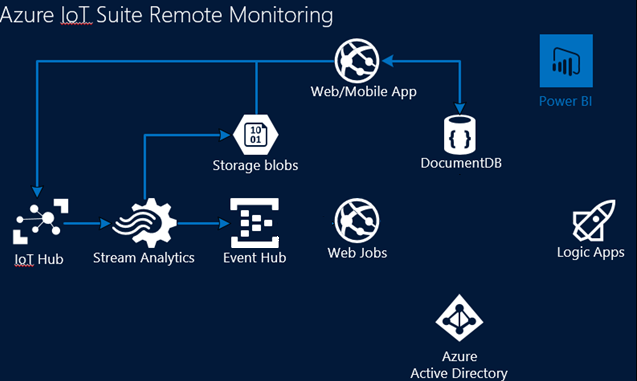 Azure IoT Suite Remote Monitoring
Web/Mobile App
Power BI
10
01
Storage blobs
{ }
DocumentDB
IoT Hub
Stream Analytics
Event Hub
Web Jobs
Logic Apps
Azure
Active Directory